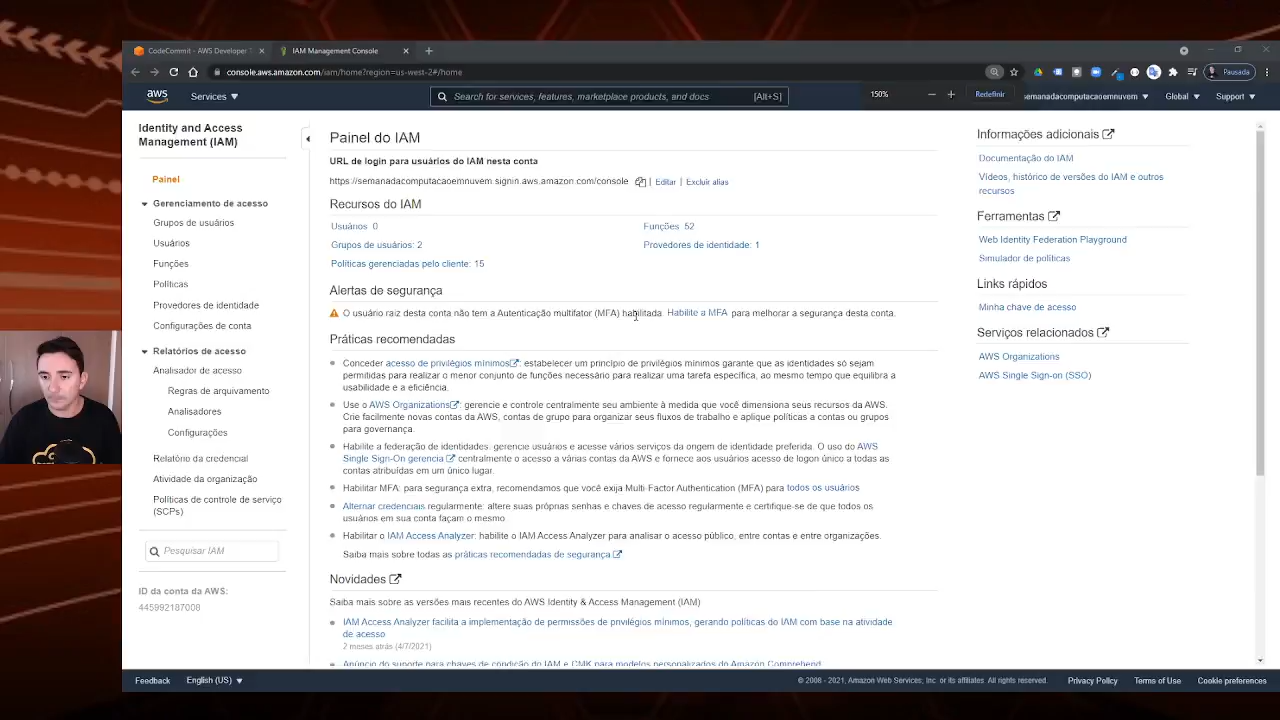 CodeCommit - AWS Developer T
IAM Management Console
console.aws.amazon.com/iam/home?region=us-west-2#/home
Pausada
aws
Services
Search for services, features, marketplace products, and docs
[Alt+S]
150%
Redefinir
semanadacomputacaoemnuvem
Global
Support
Identity and Access
Management (IAM)
Painel
Gerenciamento de acesso
Grupos de usuários
Usuários
Funções
Políticas
Provedores de identidade
Configurações de conta
Relatórios de acesso
Analisador de acesso
Regras de arquivamento
Analisadores
Configurações
Relatório da credencial
Atividade da organização
Políticas de controle de serviço
(SCPs)
Pesquisar IAM
ID da conta da AWS:
445992187008
Painel do IAM
URL de login para usuários do IAM nesta conta
https://semanadacomputacaoemnuvem.signin.aws.amazon.com/console
Editar | Excluir alias
Recursos do IAM
Usuários 0
Funções 52
Grupos de usuários: 2
Provedores de identidade: 1
Políticas gerenciadas pelo cliente: 15
Alertas de segurança
O usuário raiz desta conta não tem a Autenticação multifator (MFA) habilitada. Habilite a MFA para melhorar a segurança desta conta.
Práticas recomendadas
Conceder acesso de privilégios mínimos: estabelecer um princípio de privilégios mínimos garante que as identidades só sejam
permitidas para realizar o menor conjunto de funções necessário para realizar uma tarefa específica, ao mesmo tempo que equilibra a
usabilidade e a eficiência.
Use o AWS Organizations: gerencie e controle centralmente seu ambiente à medida que você dimensiona seus recursos da AWS.
Crie facilmente novas contas da AWS, contas de grupo para organizar seus fluxos de trabalho e aplique políticas a contas ou grupos
para governança.
Habilite a federação de identidades: gerencie usuários e acesse vários serviços da origem de identidade preferida. O uso do AWS
Single Sign-On gerencia centralmente o acesso a várias contas da AWS e fornece aos usuários acesso de logon único a todas as
contas atribuídas em um único lugar.
Habilitar MFA: para segurança extra, recomendamos que você exija Multi-Factor Authentication (MFA) para todos os usuários
Alternar credenciais regularmente: altere suas próprias senhas e chaves de acesso regularmente e certifique-se de que todos os
usuários em sua conta façam o mesmo.
Habilitar o IAM Access Analyzer: habilite o IAM Access Analyzer para analisar o acesso público, entre contas e entre organizações.
Saiba mais sobre todas as práticas recomendadas de segurança
Novidades
Saiba mais sobre as versões mais recentes do AWS Identity & Access Management (IAM)
IAM Access Analyzer facilita a implementação de permissões de privilégios mínimos, gerando políticas do IAM com base na atividade
de acesso
2 meses atrás (4/7/2021)
Anúncio do suporte para chaves de condição do IAM e CMK para modelos personalizados do Amazon Comprehend
Informações adicionais
Documentação do IAM
Vídeos, histórico de versões do IAM e outros
recursos
Ferramentas
Web Identity Federation Playground
Simulador de políticas
Links rápidos
Minha chave de acesso
Serviços relacionados
AWS Organizations
AWS Single Sign-on (SSO)
Feedback
English (US)
© 2008 - 2021, Amazon Web Services, Inc. or its affiliates. All rights reserved.
Privacy Policy
Terms of Use
Cookie preferences